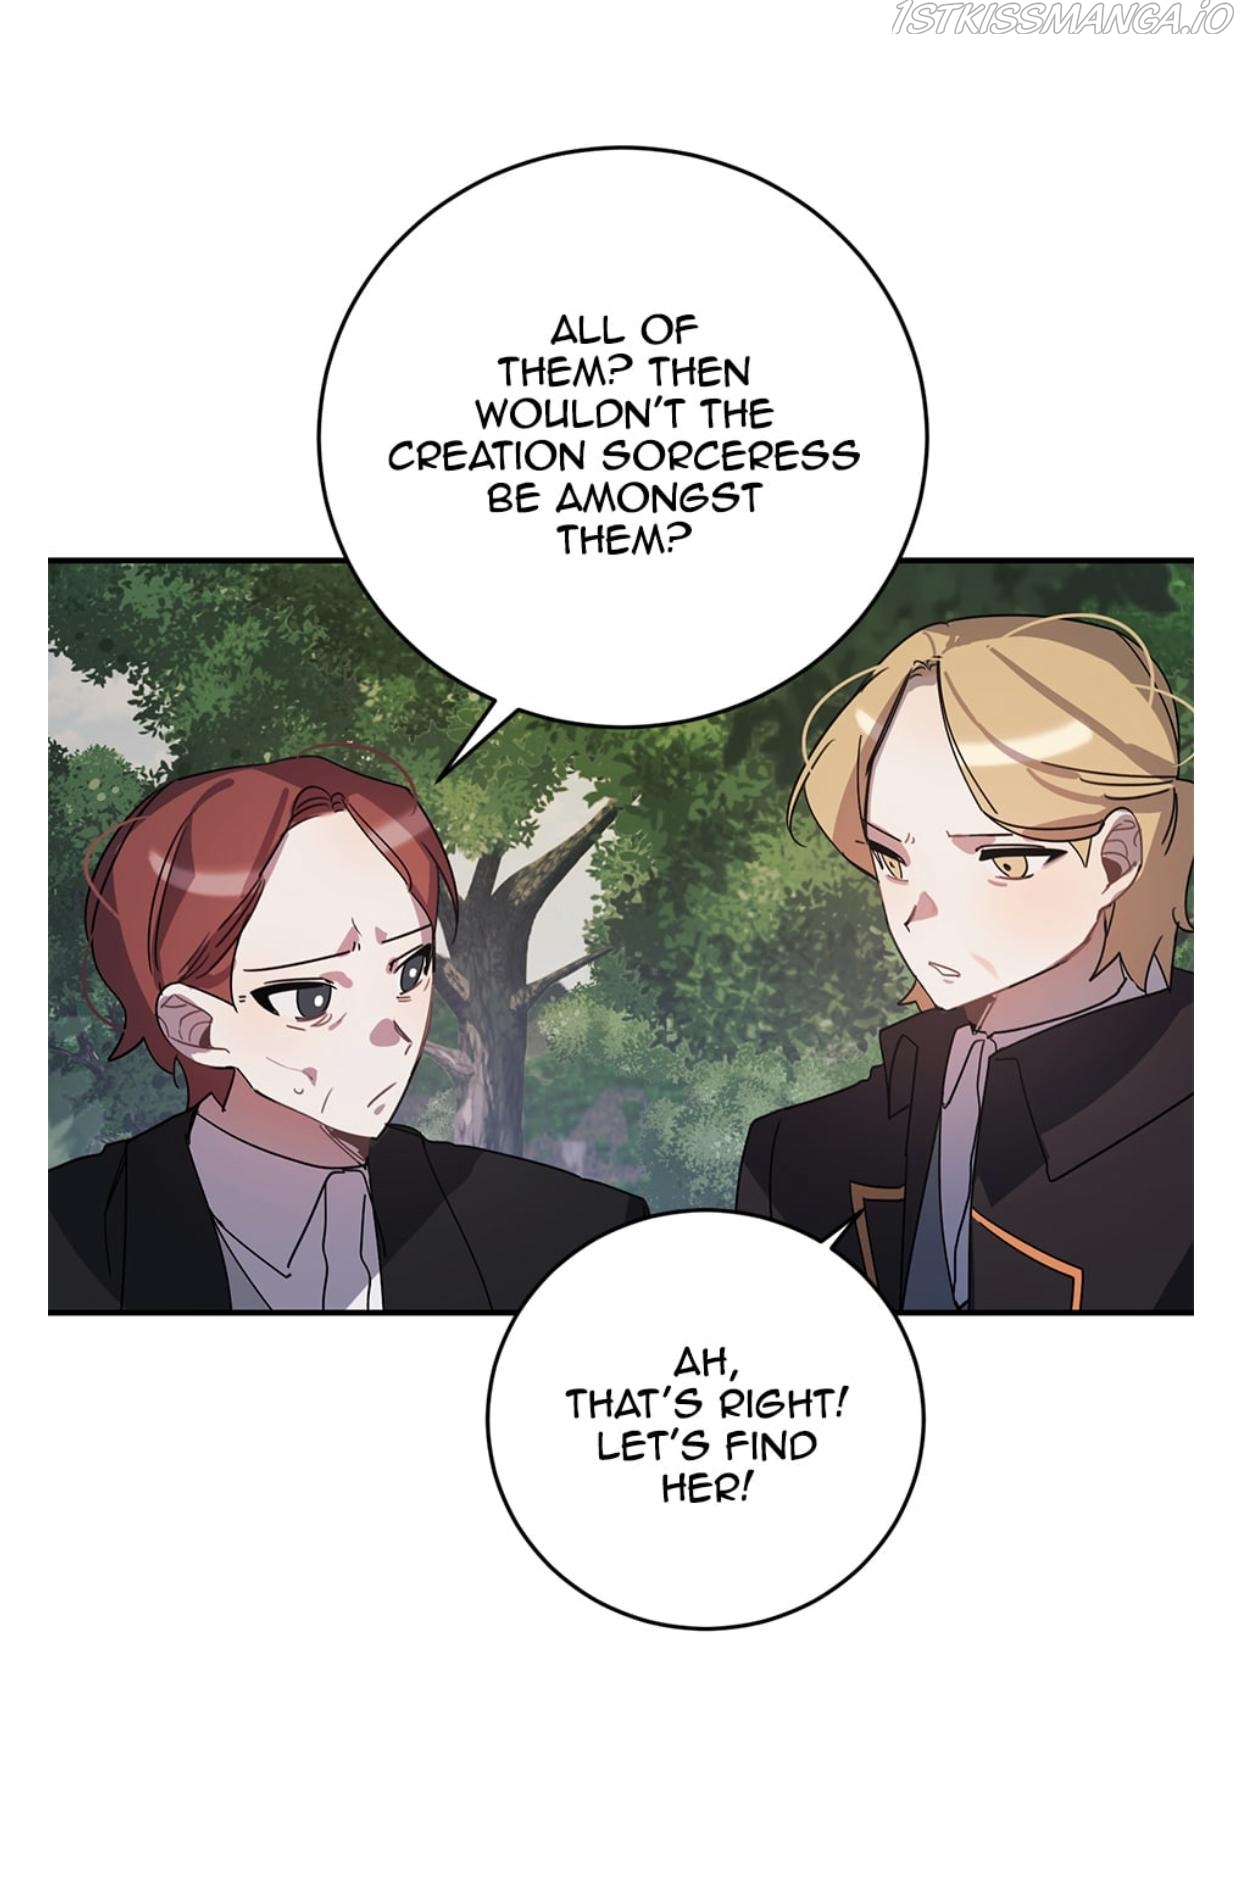 1STKISSMANGA.IO
ALL OF
THEM? THEN
WOULDN'T THE
CREATION SORCERESS
BE AMONGST
THEM?
AH,
THAT'S RIGHT!
LET'S FIND
HER!